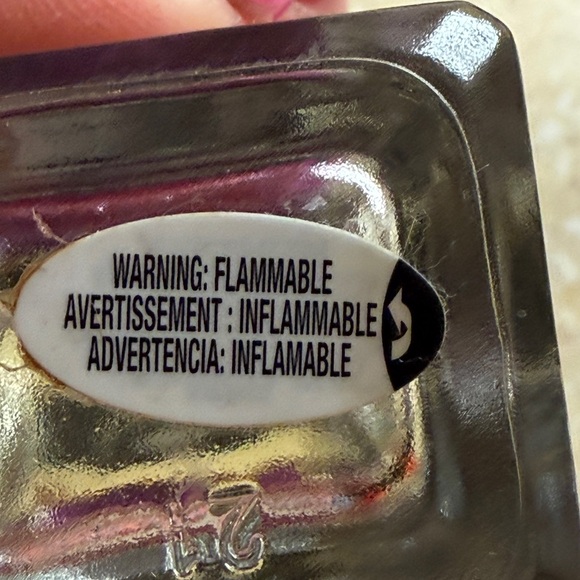 WARNING: FLAMMABLE
AVERTISSEMENT : INFLAMMABLE
ADVERTENCIA: INFLAMABLE